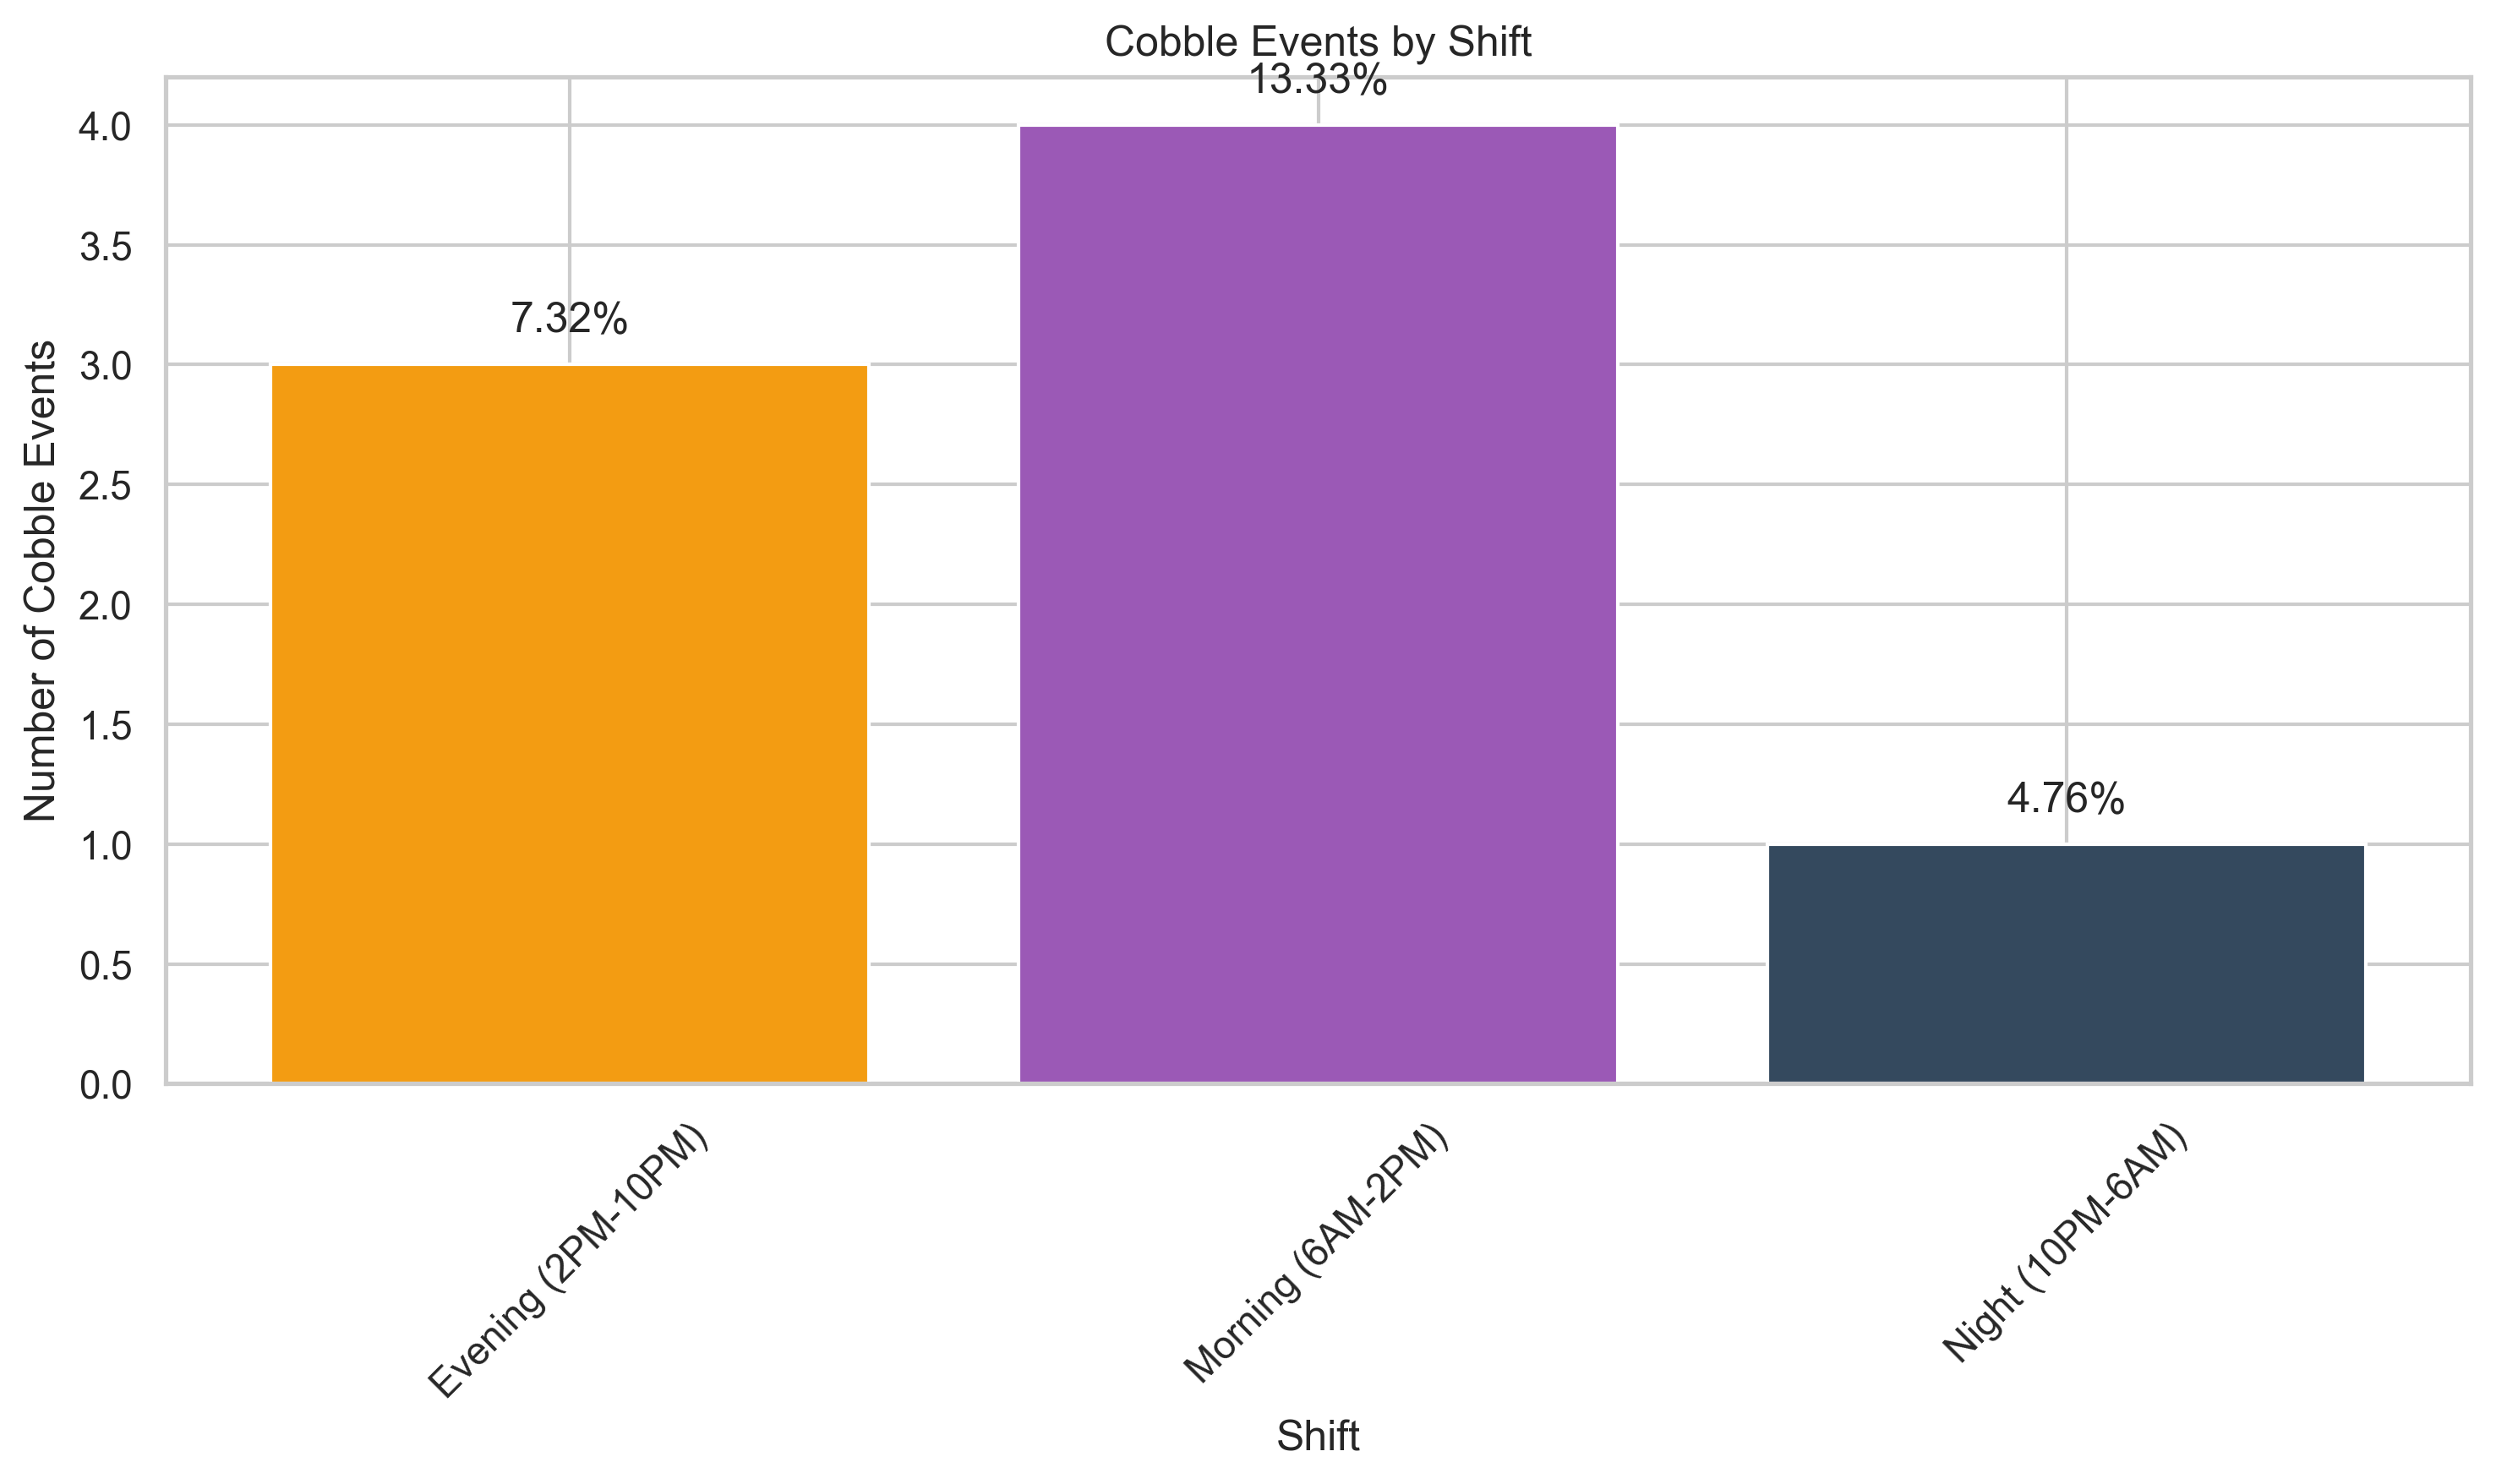 Cobble Events by Shift
13.33%
7.32%
4.76%
4.0
3.5
3.0
2.5
2.0
1.5
1.0
0.5
0.0
Number of Cobble Events
Evening (2PM-10PM)
Morning (6AM-2PM)
Night (10PM-6AM)
Shift